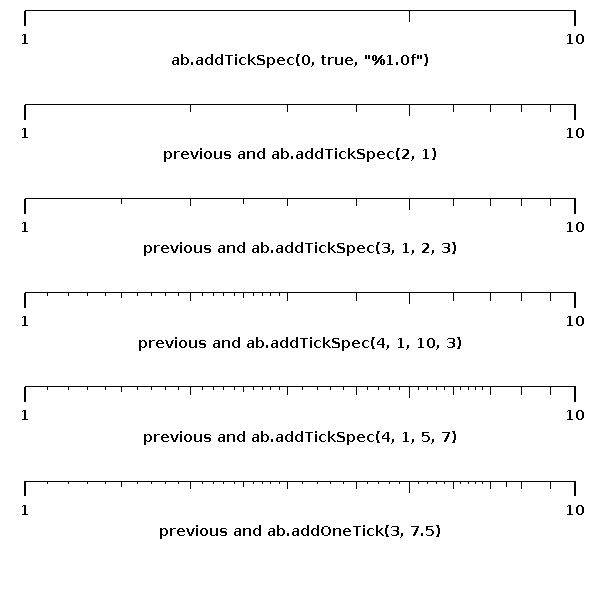 1 10
ab.addTickSpec(0, true, "%1.0f")
1 10
previous and ab.addTickSpec(2, 1)
1 10
previous and ab.addTickSpec(3, 1, 2, 3)
1 10
previous and ab.addTickSpec(4, 1, 10, 3)
1 10
previous and ab.addTickSpec(4, 1, 5, 7)
1 10
previous and ab.addOneTick(3, 7.5)